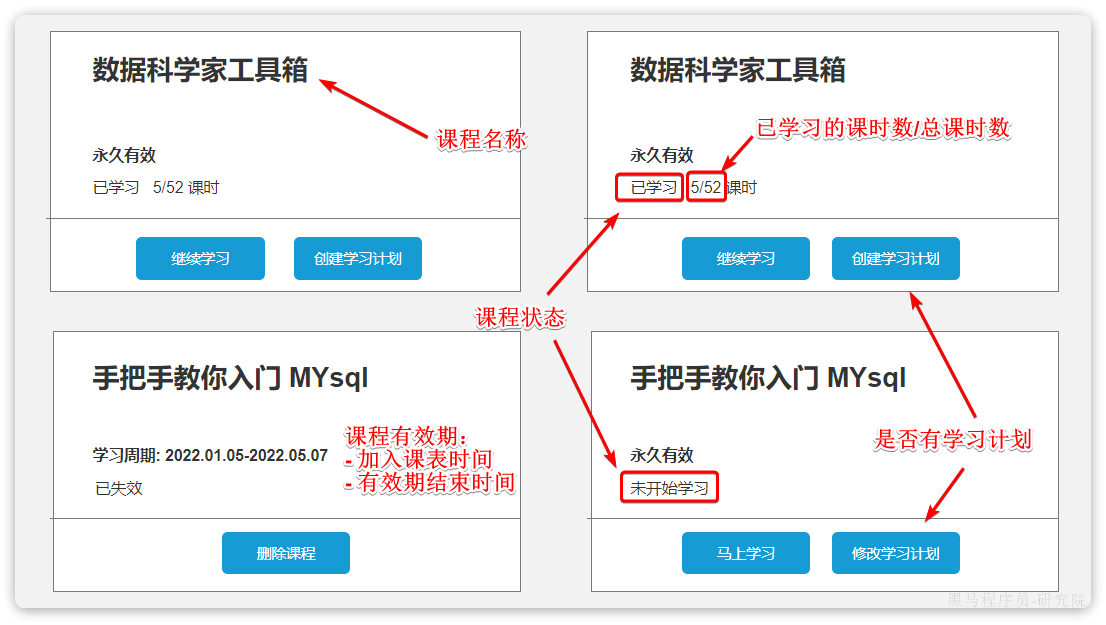 数据科学家工具箱
课程名称
永久有效
已学习 5/52 课时
继续学习
创建学习计划
数据科学家工具箱
已学习的课时数/总课时数
永久有效
已学习 5/52 课时
继续学习
创建学习计划
课程状态
手把手教你入门 MYsql
课程有效期：
- 加入课表时间
- 有效期结束时间
学习周期: 2022.01.05-2022.05.07
已失效
删除课程
手把手教你入门 MYsql
是否有学习计划
永久有效
未开始学习
马上学习
修改学习计划
黑马程序员-研究院